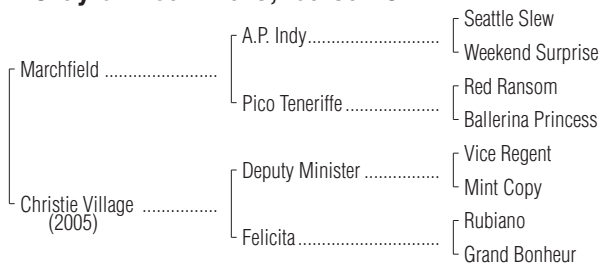 Seattle Slew
A.P. Indy......................................
Weekend Surprise
Marchfield ........................
Red Ransom
Pico Teneriffe ...........................
Ballerina Princess
Vice Regent
Deputy Minister .....................
Mint Copy
Christie Village ................
(2005)
Rubiano
Felicita........................................
Grand Bonheur